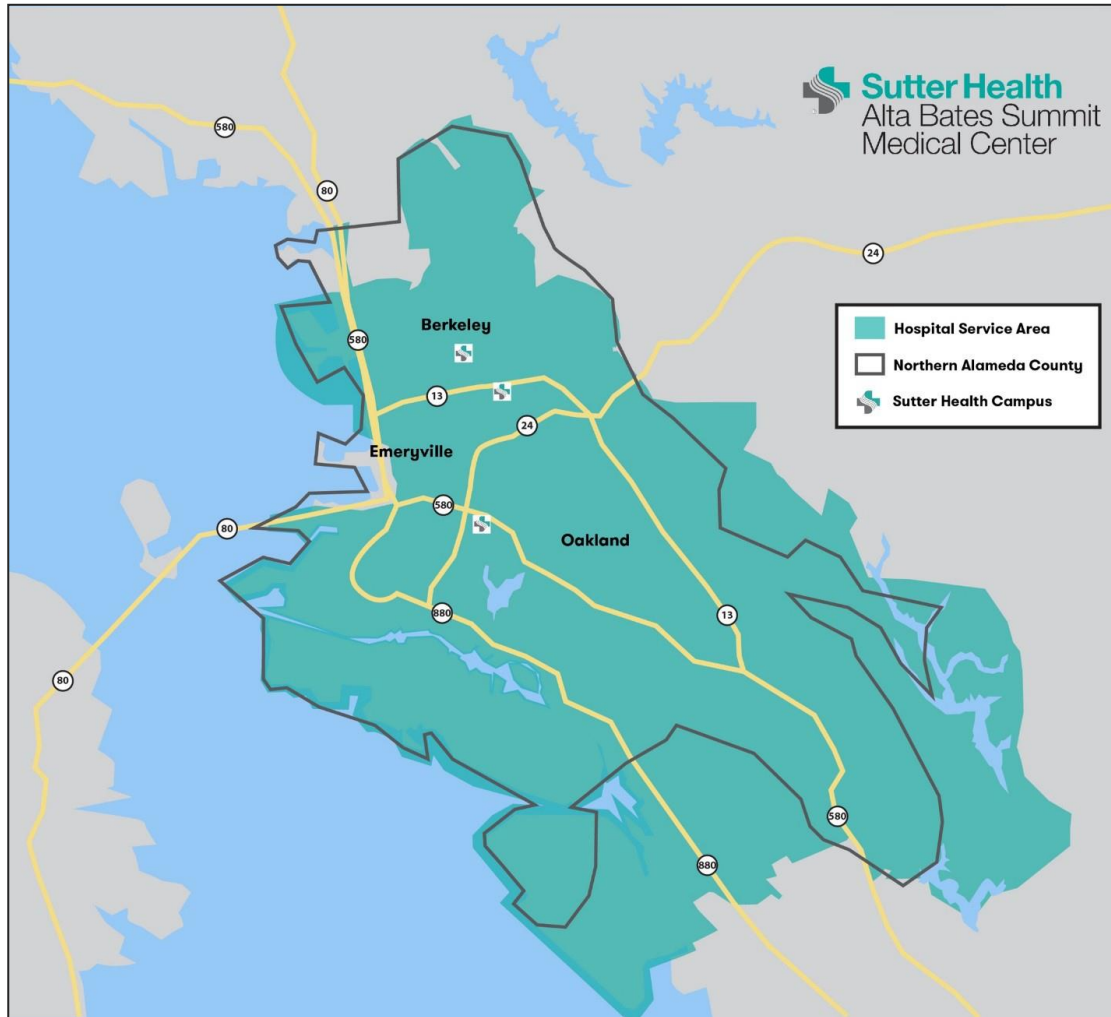 Sutter Health
Alta Bates Summit
Medical Center
580
80
24
Hospital Service Area
Northern Alameda County
Sutter Health Campus
Berkeley
580
13
24
Emeryville
580
80
Oakland
880
13
80
580
880